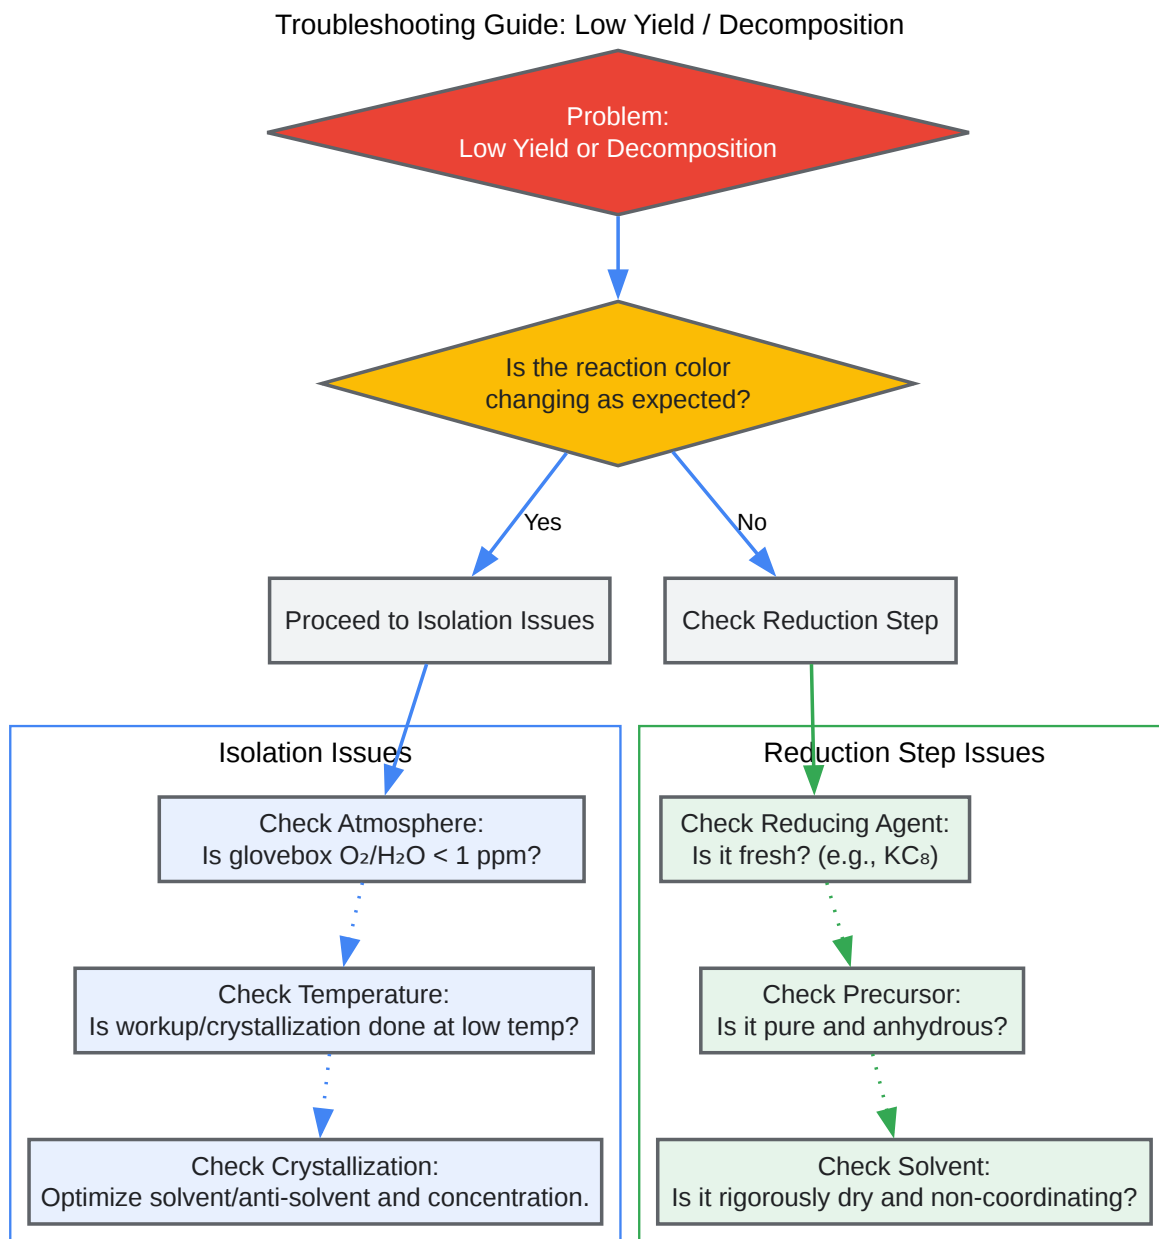 Troubleshooting Guide: Low Yield / Decomposition
Problem:
Low Yield or Decomposition
Is the reaction color
changing as expected?
Yes
No
Proceed to Isolation Issues
Check Reduction Step
Isolation Issues
Check Atmosphere:
Is glovebox O₂/H₂O < 1 ppm?
Check Temperature:
Is workup/crystallization done at low temp?
Check Crystallization:
Optimize solvent/anti-solvent and concentration.
Reduction Step Issues
Check Reducing Agent:
Is it fresh? (e.g., KC₈)
Check Precursor:
Is it pure and anhydrous?
Check Solvent:
Is it rigorously dry and non-coordinating?